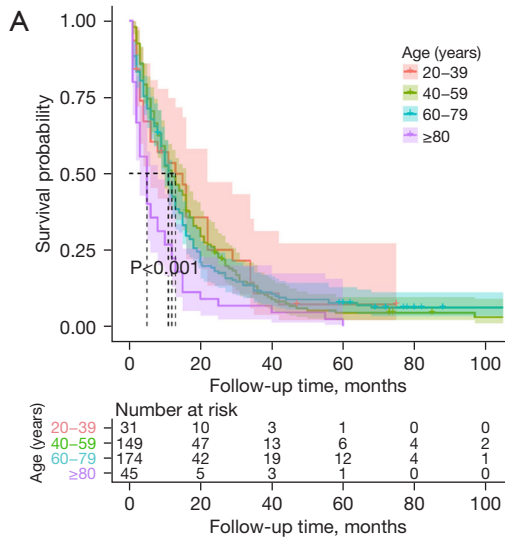 A
Survival probability
1.00
0.75
0.50
0.25
0.00
P<0.001
Age (years)
20–39
40–59
60–79
≥80
0 20 40 60 80 100
Follow-up time, months
Number at risk
Age (years)
20–39 31 10 3 1 0 0
40–59 149 47 13 6 4 2
60–79 174 42 19 12 4 1
≥80 45 5 3 1 0 0
0 20 40 60 80 100
Follow-up time, months